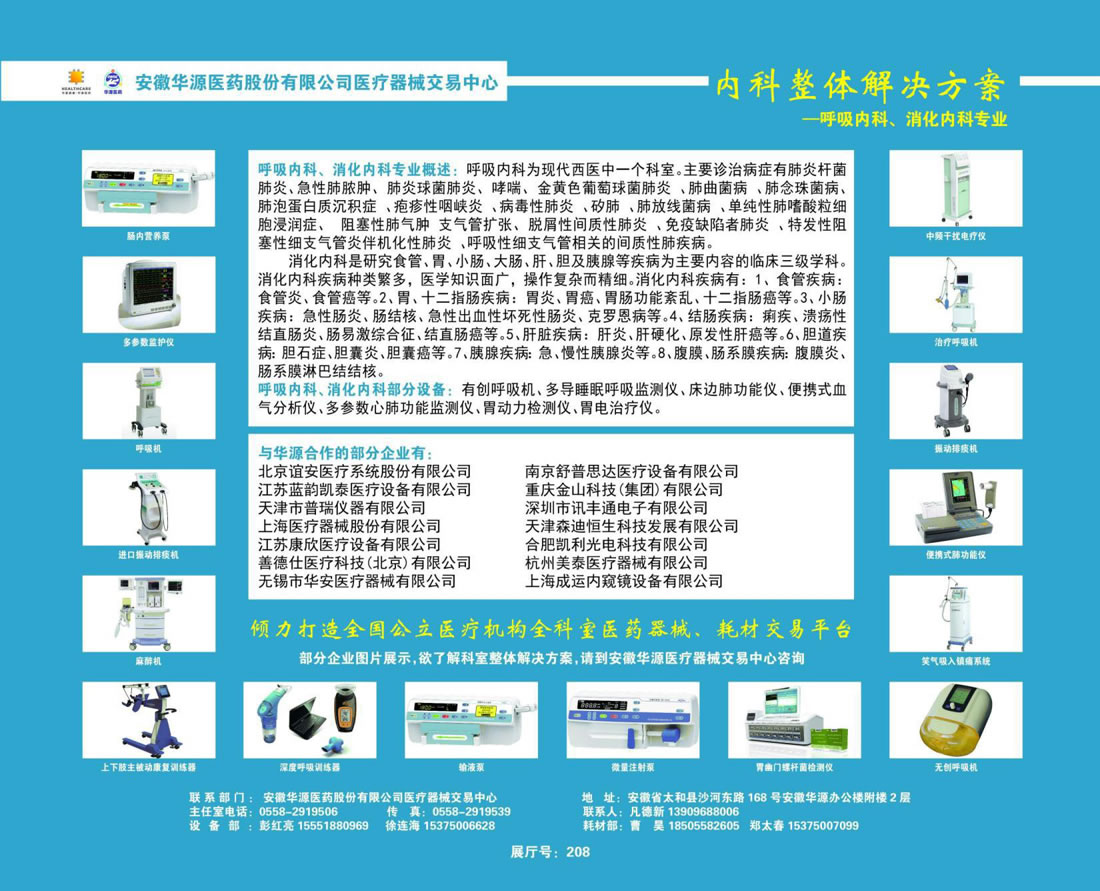 HEALTHCARE
华源医药
安徽华源医药股份有限公司医疗器械交易中心
内科整体解决方案
—呼吸内科、消化内科专业
呼吸内科、消化内科专业概述：呼吸内科为现代西医中一个科室。主要诊治病症有肺炎杆菌
肺炎、急性肺脓肿、肺炎球菌肺炎、哮喘、金黄色葡萄球菌肺炎、肺曲菌病、肺念珠菌病、
肺泡蛋白质沉积症、疱疹性咽峡炎、病毒性肺炎、矽肺、肺放线菌病、单纯性肺嗜酸粒细
胞浸润症、 阻塞性肺气肿 支气管扩张、脱屑性间质性肺炎、免疫缺陷者肺炎、特发性阻
塞性细支气管炎伴机化性肺炎、呼吸性细支气管相关的间质性肺疾病。
消化内科是研究食管、胃、小肠、大肠、肝、胆及胰腺等疾病为主要内容的临床三级学科。
消化内科疾病种类繁多，医学知识面广，操作复杂而精细。消化内科疾病有：1、食管疾病：
食管炎、食管癌等。2、胃、十二指肠疾病：胃炎、胃癌、胃肠功能紊乱、十二指肠癌等。3、小肠
疾病：急性肠炎、肠结核、急性出血性坏死性肠炎、克罗恩病等。4、结肠疾病：痢疾、溃疡性
结直肠炎、肠易激综合征、结直肠癌等。5、肝脏疾病：肝炎、肝硬化、原发性肝癌等。6、胆道疾
病：胆石症、胆囊炎、胆囊癌等。7、胰腺疾病：急、慢性胰腺炎等。8、腹膜、肠系膜疾病：腹膜炎、
肠系膜淋巴结结核。
呼吸内科、消化内科部分设备：有创呼吸机、多导睡眠呼吸监测仪、床边肺功能仪、便携式血
气分析仪、多参数心肺功能监测仪、胃动力检测仪、胃电治疗仪。
与华源合作的部分企业有：
北京谊安医疗系统股份有限公司 南京舒普思达医疗设备有限公司
江苏蓝韵凯泰医疗设备有限公司 重庆金山科技（集团）有限公司
天津市普瑞仪器有限公司 深圳市讯丰通电子有限公司
上海医疗器械股份有限公司 天津森迪恒生科技发展有限公司
江苏康欣医疗设备有限公司 合肥凯利光电科技有限公司
善德仕医疗科技（北京）有限公司 杭州美泰医疗器械有限公司
无锡市华安医疗器械有限公司 上海成运内窥镜设备有限公司
倾力打造全国公立医疗机构全科室医药器械、耗材交易平台
部分企业图片展示，欲了解科室整体解决方案，请到安徽华源医疗器械交易中心咨询
肠内营养泵
多参数监护仪
呼吸机
进口振动排痰机
麻醉机
中频干扰电疗仪
治疗呼吸机
振动排痰机
便携式肺功能仪
笑气吸入镇痛系统
上下肢主被动康复训练器 深度呼吸训练器 输液泵 微量注射泵 胃幽门螺杆菌检测仪 无创呼吸机
联系部门：安徽华源医药股份有限公司医疗器械交易中心
主任室电话：0558-2919506 传 真：0558-2919539
设 备 部：彭红亮 15551880969 徐连海 15375006628
地 址：安徽省太和县沙河东路 168 号安徽华源办公楼附楼 2 层
联系人：凡德新 13909688006
耗材部：曹 昊 18505582605 郑太春 15375007099
展厅号：208